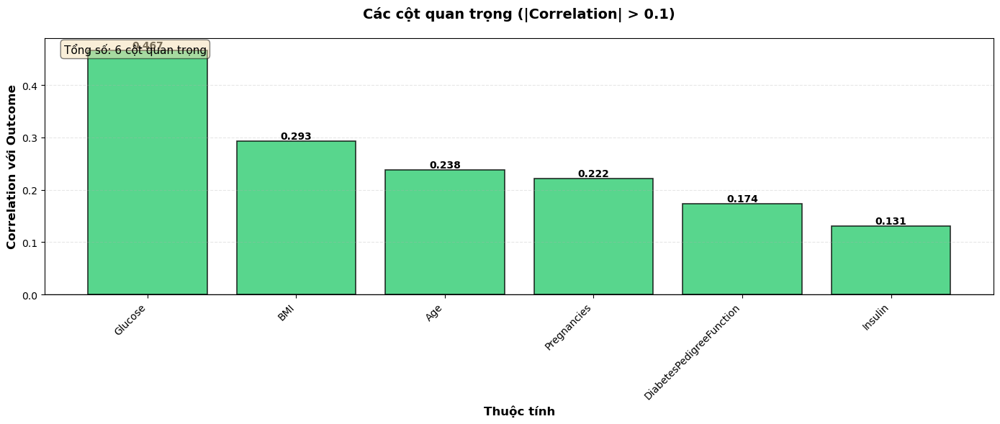 Các cột quan trọng (|Correlation| > 0.1)
0.467
Tổng số: 6 cột quan trọng
0.293
0.238
0.222
0.174
0.131
Correlation với Outcome
0.4
0.3
0.2
0.1
0.0
Glucose
BMI
Age
Pregnancies
DiabetesPedigreeFunction
Insulin
Thuộc tính